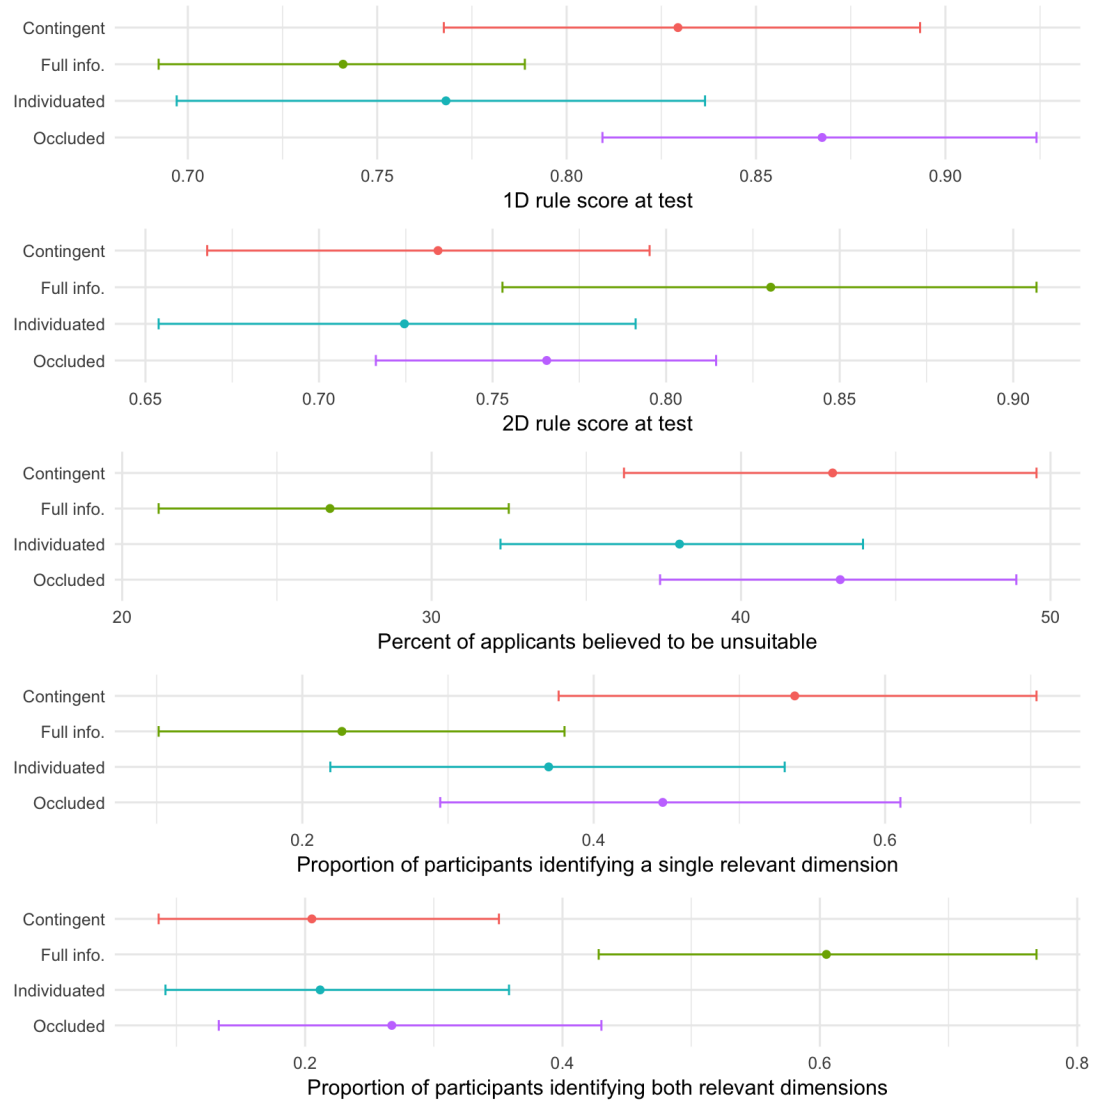 Contingent
Full info.
Individuated
Occluded
0.70 0.75 0.80 0.85 0.90
1D rule score at test
Contingent
Full info.
Individuated
Occluded
0.65 0.70 0.75 0.80 0.85 0.90
2D rule score at test
Contingent
Full info.
Individuated
Occluded
20 30 40 50
Percent of applicants believed to be unsuitable
Contingent
Full info.
Individuated
Occluded
0.2 0.4 0.6
Proportion of participants identifying a single relevant dimension
Contingent
Full info.
Individuated
Occluded
0.2 0.4 0.6 0.8
Proportion of participants identifying both relevant dimensions